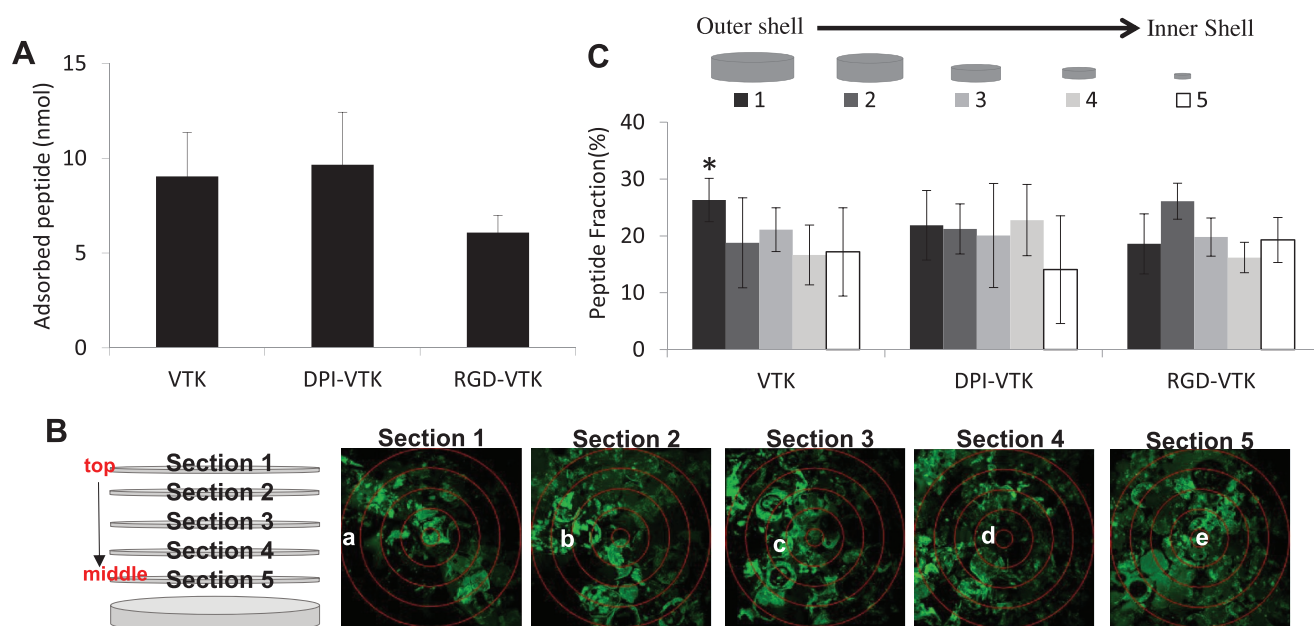 A
15
10
5
0
Adsorbed peptide (nmol)
VTK
DPI-VTK
RGD-VTK
C
Outer shell
Inner Shell
1
2
3
4
5
40
30
20
10
0
Peptide Fraction(%)
*
VTK
DPI-VTK
RGD-VTK
B
top
middle
Section 1
Section 2
Section 3
Section 4
Section 5
Section 1
Section 2
Section 3
Section 4
Section 5
a
b
c
d
e